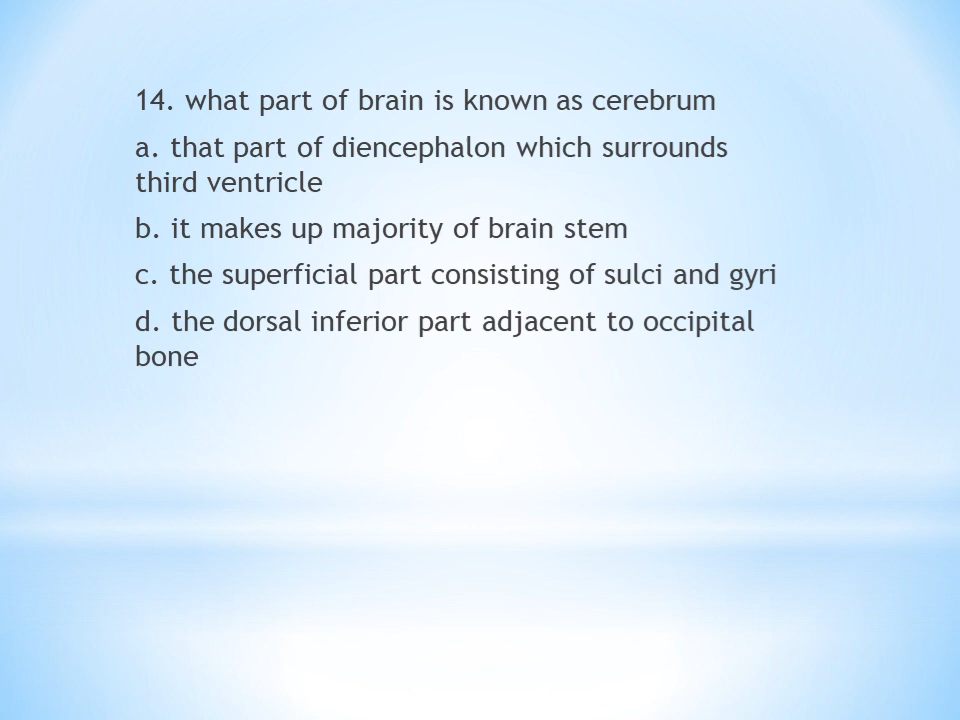 14. what part of brain is known as cerebrum
a. that part of diencephalon which surrounds
third ventricle
b. it makes up majority of brain stem
c. the superficial part consisting of sulci and gyri
d. the dorsal inferior part adjacent to occipital
bone